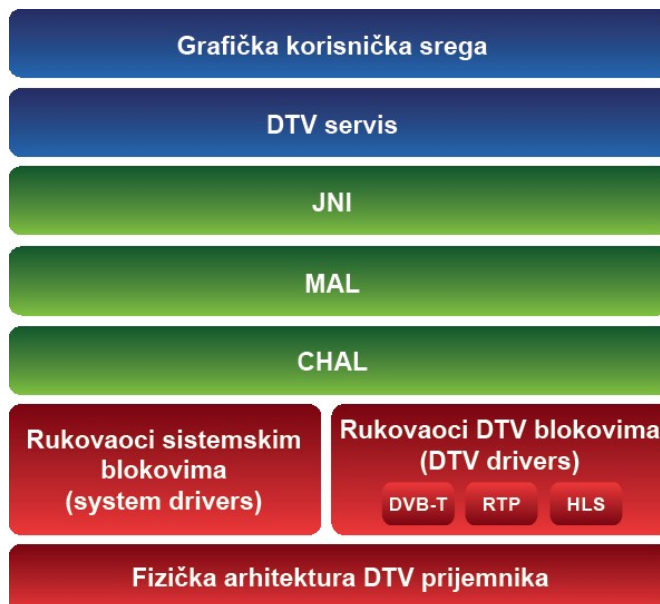 Grafička korisnička srega
DTV servis
JNI
MAL
CHAL
Rukovaoci sistemskim
blokovima
(system drivers)
Rukovaoci DTV blokovima
(DTV drivers)
DVB-T RTP HLS
Fizička arhitektura DTV prijemnika